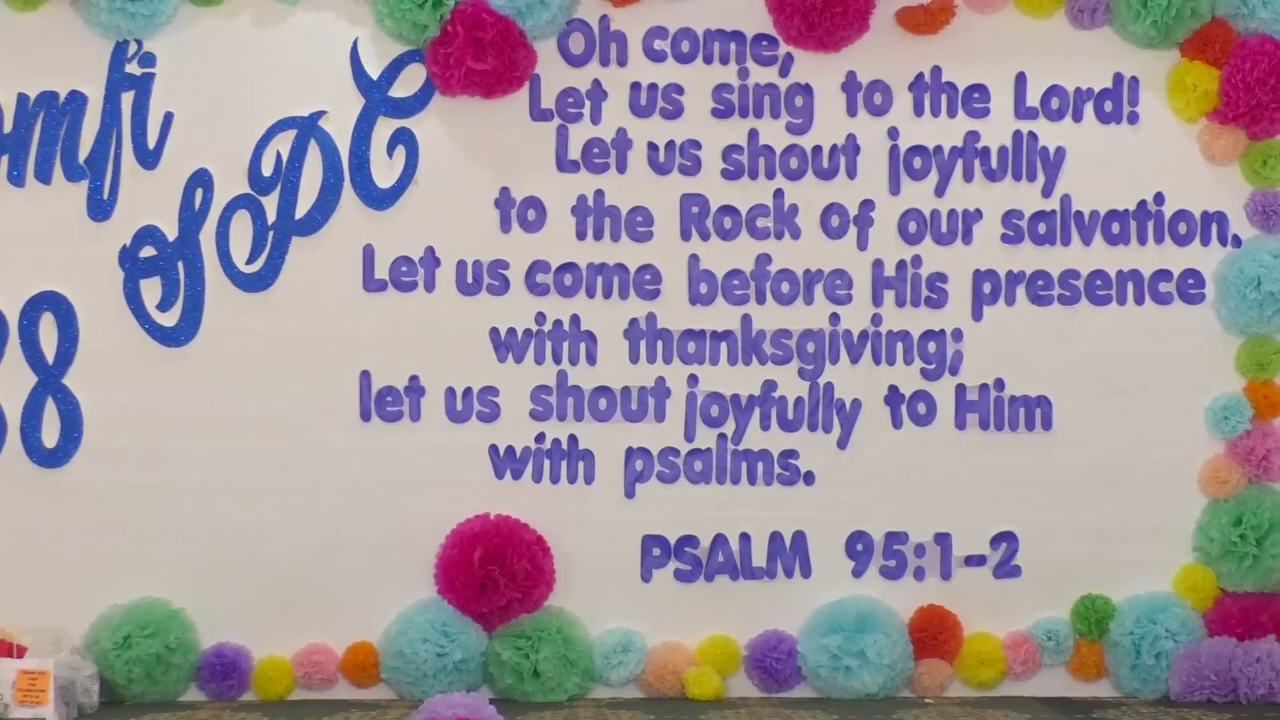 Oh come,
Let us sing to the Lord!
Let us shout joyfully
to the Rock of our salvation.
Let us come before His presence
with thanksgiving;
let us shout joyfully to Him
with psalms.
PSALM 95:1-2
SDPC